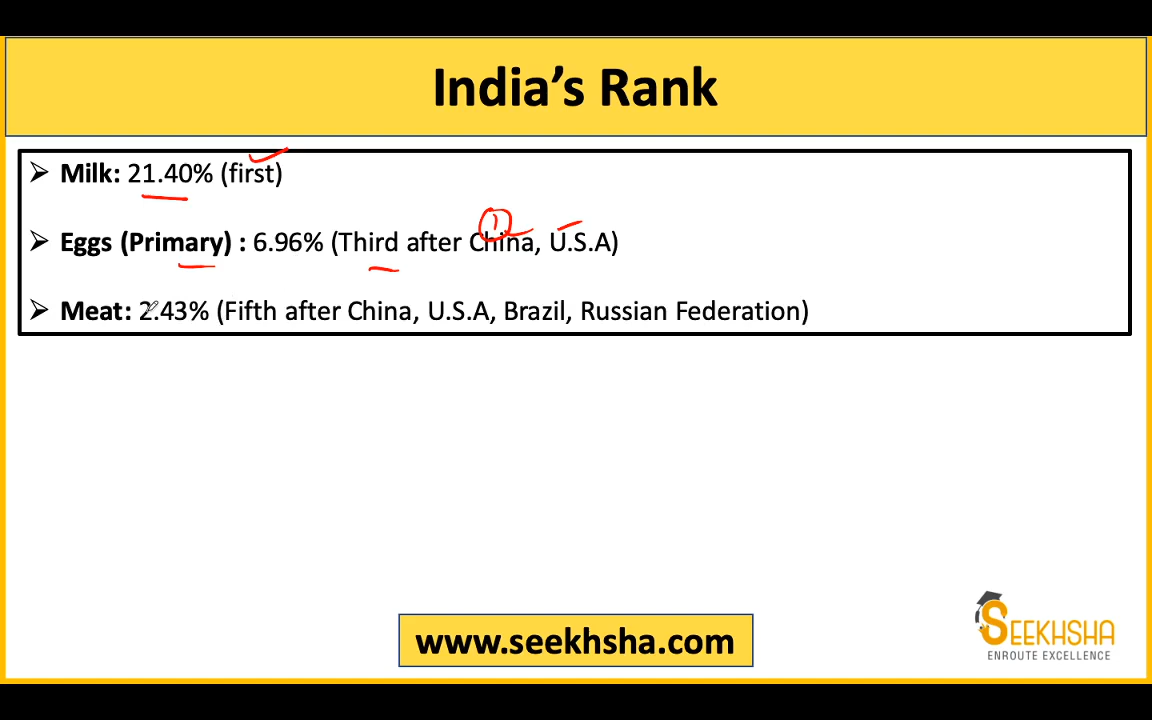 India's Rank
➢ Milk: 21.40% (first)
➢ Eggs (Primary) : 6.96% (Third after China, U.S.A)
1
➢ Meat: 2.43% (Fifth after China, U.S.A, Brazil, Russian Federation)
www.seekhsha.com
SEEKHSHA
ENROUTE EXCELLENCE